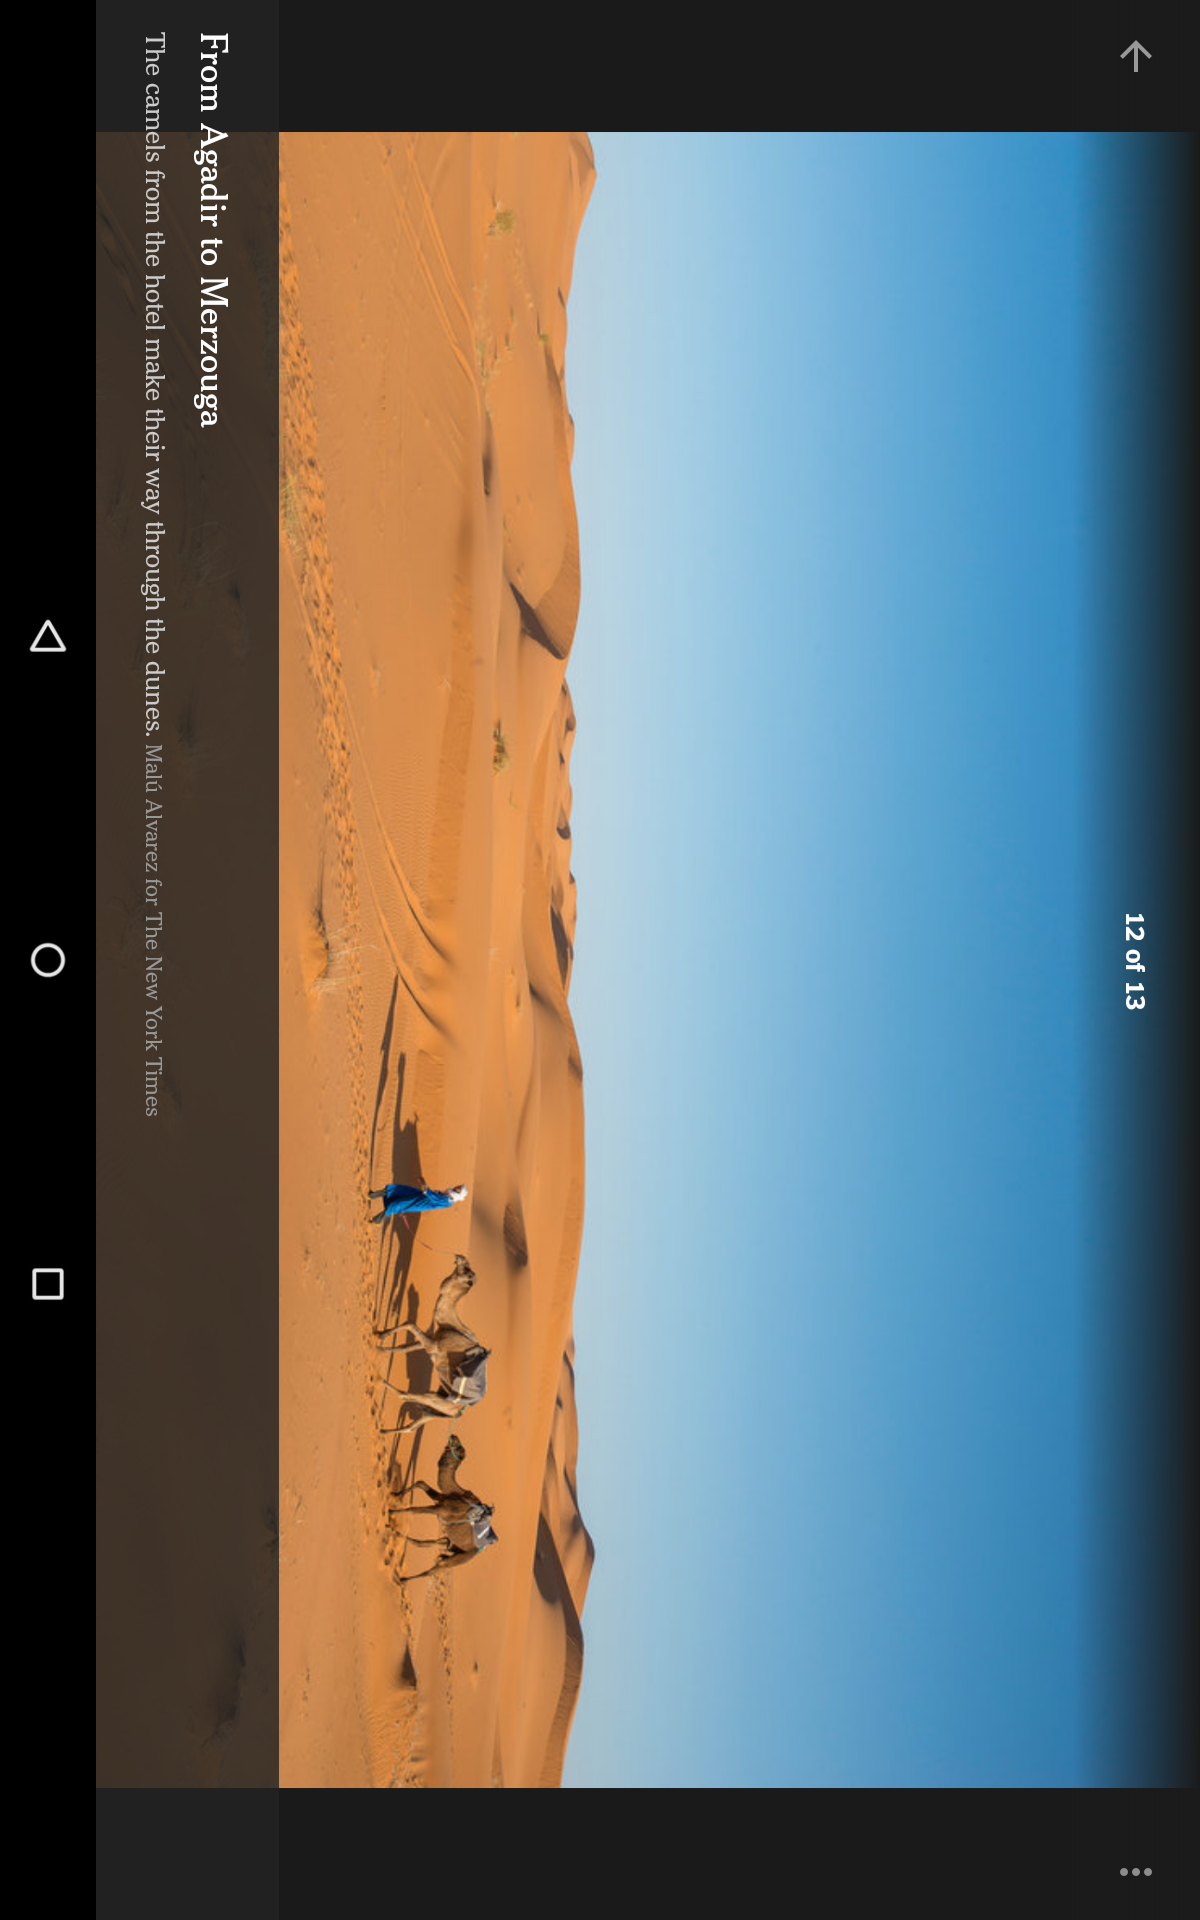 12 of 13
From Agadir to Merzouga
The camels from the hotel make their way through the dunes. Malú Alvarez for The New York Times